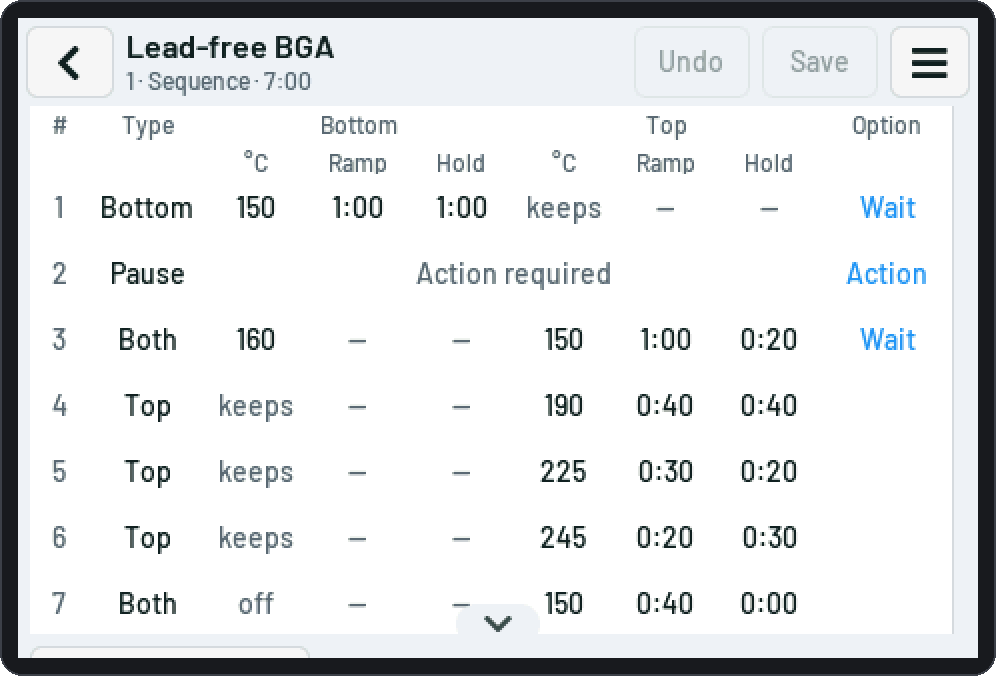 Lead-free BGA
1 · Sequence · 7:00
Undo
Save
# Type Bottom Top Option
°C Ramp Hold °C Ramp Hold
1 Bottom 150 1:00 1:00 keeps – – Wait
2 Pause Action required Action
3 Both 160 – – 150 1:00 0:20 Wait
4 Top keeps – – 190 0:40 0:40
5 Top keeps – – 225 0:30 0:20
6 Top keeps – – 245 0:20 0:30
7 Both off – – 150 0:40 0:00